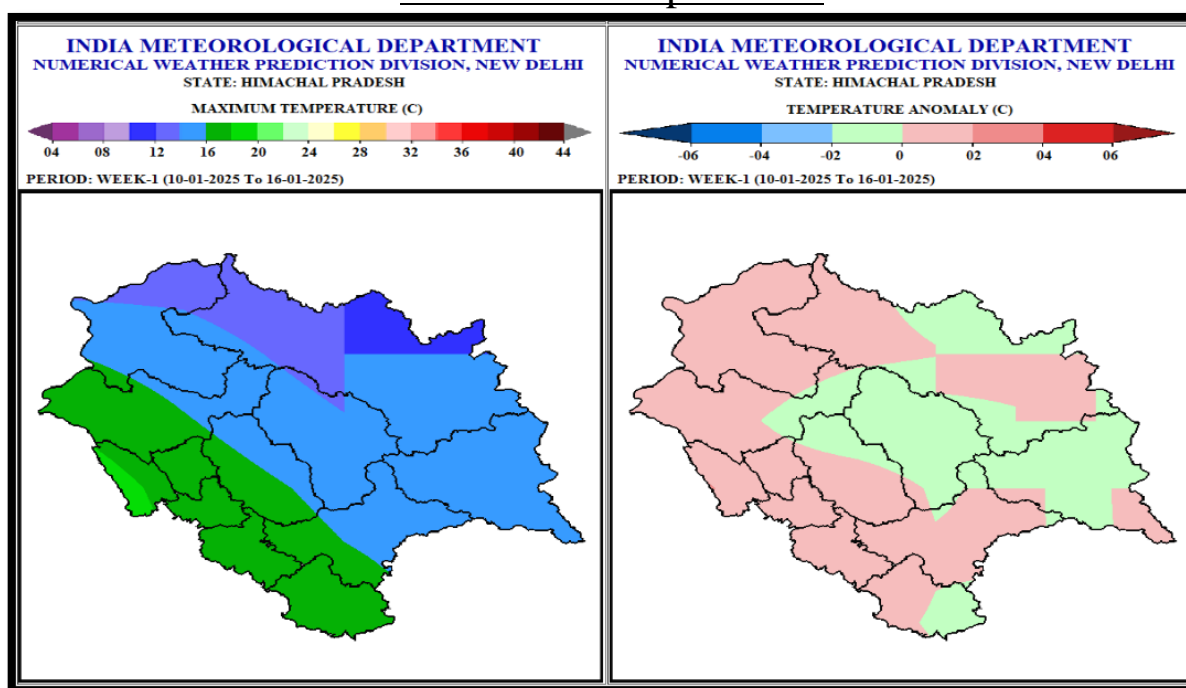 INDIA METEOROLOGICAL DEPARTMENT
NUMERICAL WEATHER PREDICTION DIVISION, NEW DELHI
STATE: HIMACHAL PRADESH
MAXIMUM TEMPERATURE (C)
04 08 12 16 20 24 28 32 36 40 44
PERIOD: WEEK-1 (10-01-2025 To 16-01-2025)
INDIA METEOROLOGICAL DEPARTMENT
NUMERICAL WEATHER PREDICTION DIVISION, NEW DELHI
STATE: HIMACHAL PRADESH
TEMPERATURE ANOMALY (C)
-06 -04 -02 0 02 04 06
PERIOD: WEEK-1 (10-01-2025 To 16-01-2025)